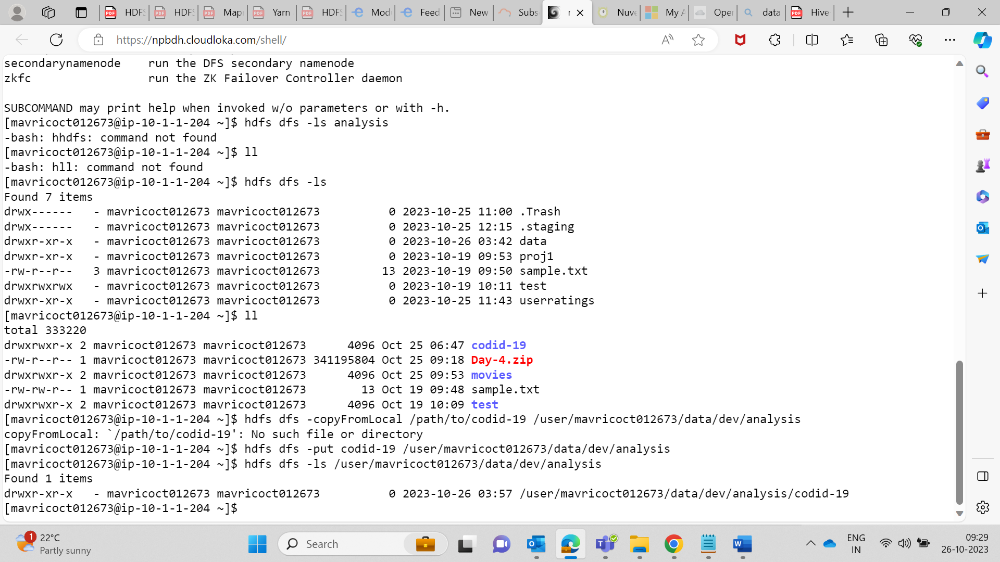 HDFS
HDFS
Mapr
Yarn
HDFS
Mod
Feed
New
Subs
Nuve
My A
Oper
data
Hive
https://npbdh.cloudloka.com/shell/
secondarynamenode    run the DFS secondary namenode
zkfc                 run the ZK Failover Controller daemon
SUBCOMMAND may print help when invoked w/o parameters or with -h.
[mavricoct012673@ip-10-1-1-204 ~]$ hdfs dfs -ls analysis
-bash: hhdfs: command not found
[mavricoct012673@ip-10-1-1-204 ~]$ ll
-bash: hll: command not found
[mavricoct012673@ip-10-1-1-204 ~]$ hdfs dfs -ls
Found 7 items
drwx------   - mavricoct012673 mavricoct012673          0 2023-10-25 11:00 .Trash
drwx------   - mavricoct012673 mavricoct012673          0 2023-10-25 12:15 .staging
drwxr-xr-x   - mavricoct012673 mavricoct012673          0 2023-10-26 03:42 data
drwxr-xr-x   - mavricoct012673 mavricoct012673          0 2023-10-19 09:53 proj1
-rw-r--r--   3 mavricoct012673 mavricoct012673         13 2023-10-19 09:50 sample.txt
drwxrwxrwx   - mavricoct012673 mavricoct012673          0 2023-10-19 10:11 test
drwxr-xr-x   - mavricoct012673 mavricoct012673          0 2023-10-25 11:43 userratings
[mavricoct012673@ip-10-1-1-204 ~]$ ll
total 333220
drwxrwxr-x 2 mavricoct012673 mavricoct012673      4096 Oct 25 06:47 codid-19
-rw-r--r-- 1 mavricoct012673 mavricoct012673 341195804 Oct 25 09:18 Day-4.zip
drwxrwxr-x 2 mavricoct012673 mavricoct012673      4096 Oct 25 09:53 movies
-rw-rw-r-- 1 mavricoct012673 mavricoct012673        13 Oct 19 09:48 sample.txt
drwxrwxr-x 2 mavricoct012673 mavricoct012673      4096 Oct 19 10:09 test
[mavricoct012673@ip-10-1-1-204 ~]$ hdfs dfs -copyFromLocal /path/to/codid-19 /user/mavricoct012673/data/dev/analysis
copyFromLocal: `/path/to/codid-19': No such file or directory
[mavricoct012673@ip-10-1-1-204 ~]$ hdfs dfs -put codid-19 /user/mavricoct012673/data/dev/analysis
[mavricoct012673@ip-10-1-1-204 ~]$ hdfs dfs -ls /user/mavricoct012673/data/dev/analysis
Found 1 items
drwxr-xr-x   - mavricoct012673 mavricoct012673          0 2023-10-26 03:57 /user/mavricoct012673/data/dev/analysis/codid-19
[mavricoct012673@ip-10-1-1-204 ~]$
1
22°C
Partly sunny
Search
ENG
IN
09:29
26-10-2023